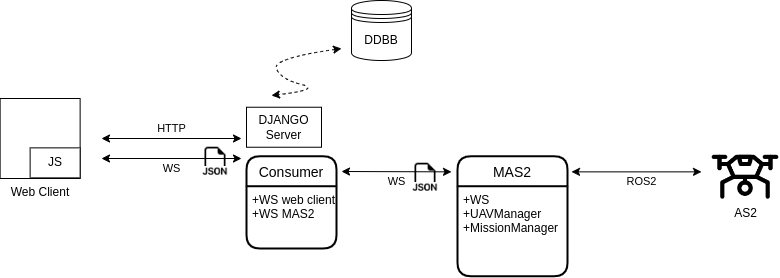 DDBB
DJANGO
Server
HTTP
JS
WS
JSON
Web Client
Consumer
+WS web client
+WS MAS2
WS
JSON
MAS2
+WS
+UAVManager
+MissionManager
ROS2
AS2